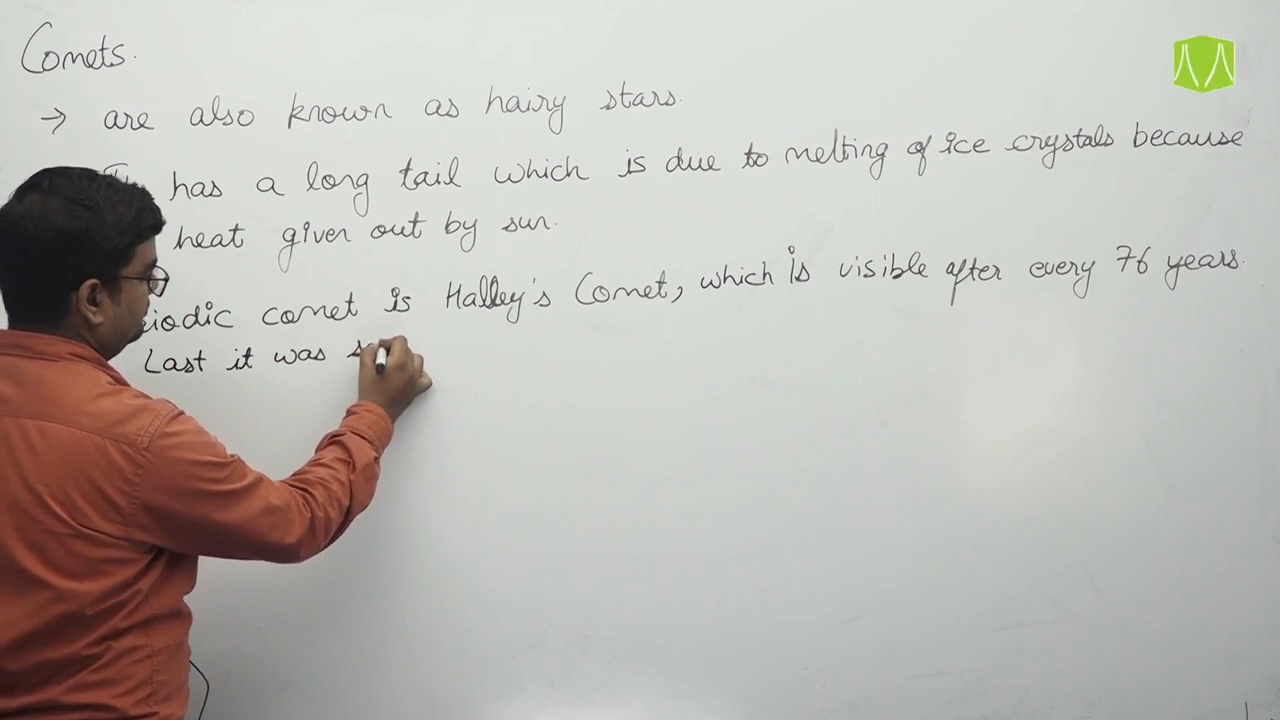 Comets.
→ are also known as hairy stars.
has a long tail which is due to melting of ice crystals because
heat given out by sun.
iodic comet is Halley's Comet, which is visible after every 76 years.
Last it was